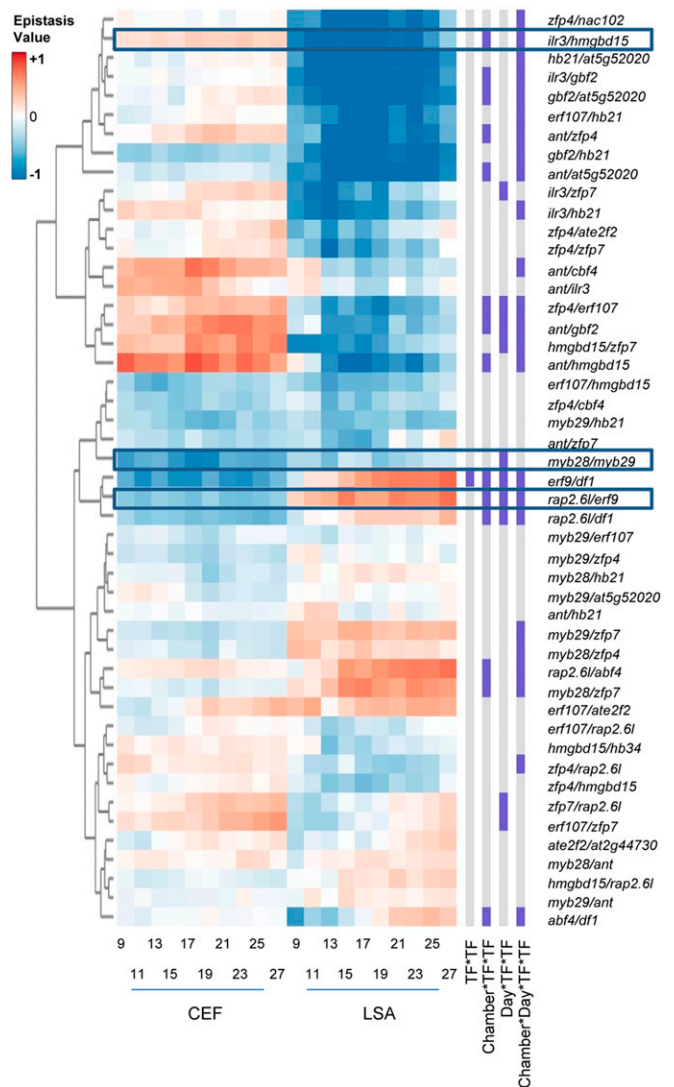 Epistasis
Value
+1
0
-1
zfp4/nac102
ilr3/hmgbd15
hb21/at5g52020
ilr3/gbf2
gbf2/at5g52020
erf107/hb21
ant/zfp4
gbf2/hb21
ant/at5g52020
ilr3/zfp7
ilr3/hb21
zfp4/ate2f2
zfp4/zfp7
ant/cbf4
ant/ilr3
zfp4/erf107
ant/gbf2
hmgbd15/zfp7
ant/hmgbd15
erf107/hmgbd15
zfp4/cbf4
myb29/hb21
ant/zfp7
myb28/myb29
erf9/df1
rap2.6l/erf9
rap2.6l/df1
myb29/erf107
myb29/zfp4
myb28/hb21
myb29/at5g52020
ant/hb21
myb29/zfp7
myb28/zfp4
rap2.6l/abf4
myb28/zfp7
erf107/ate2f2
erf107/rap2.6l
hmgbd15/hb34
zfp4/rap2.6l
zfp4/hmgbd15
zfp7/rap2.6l
erf107/zfp7
ate2f2/at2g44730
myb28/ant
hmgbd15/rap2.6l
myb29/ant
abf4/df1
9 13 17 21 25 9 13 17 21 25
11 15 19 23 27 11 15 19 23 27
CEF LSA
TF*TF
Chamber*TF*TF
Day*TF*TF
Chamber*Day*TF*TF